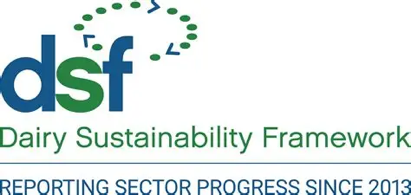 dsf
Dairy Sustainability Framework
REPORTING SECTOR PROGRESS SINCE 2013